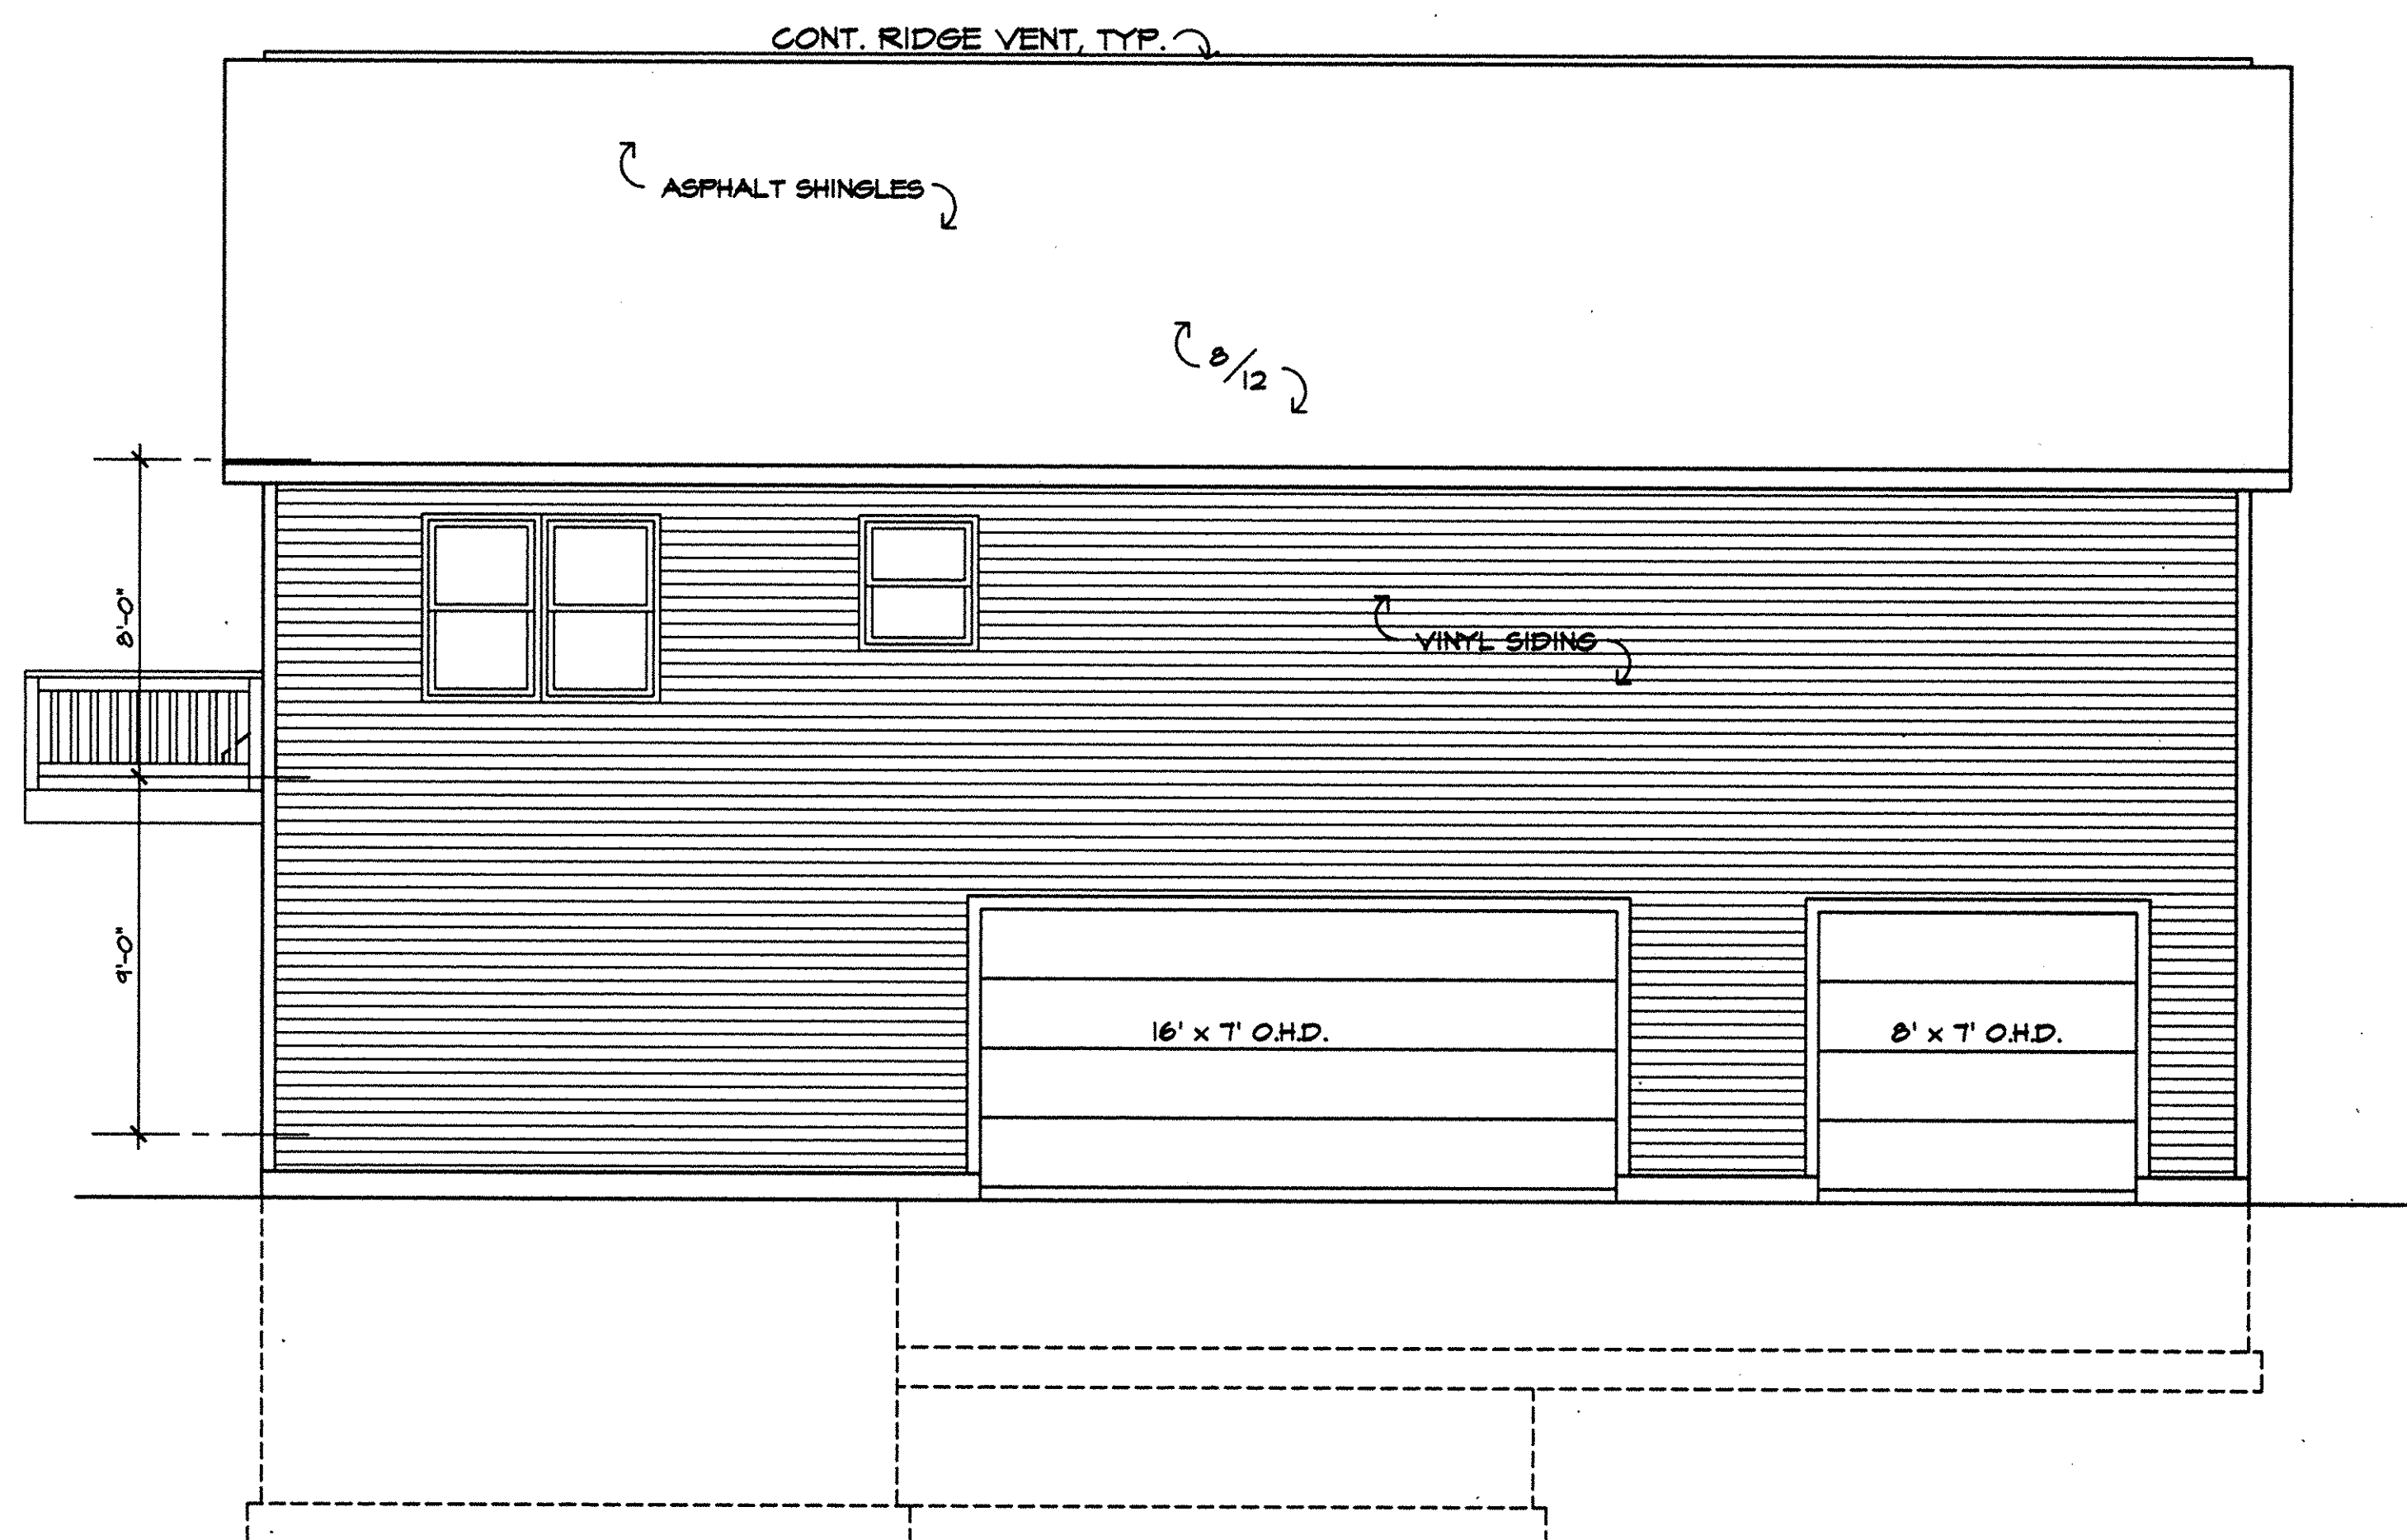 CONT. RIDGE VENT, TYP.
ASPHALT SHINGLES
8/12
8'-0"
VINYL SIDING
9'-0"
16' x 7' O.H.D.
8' x 7' O.H.D.